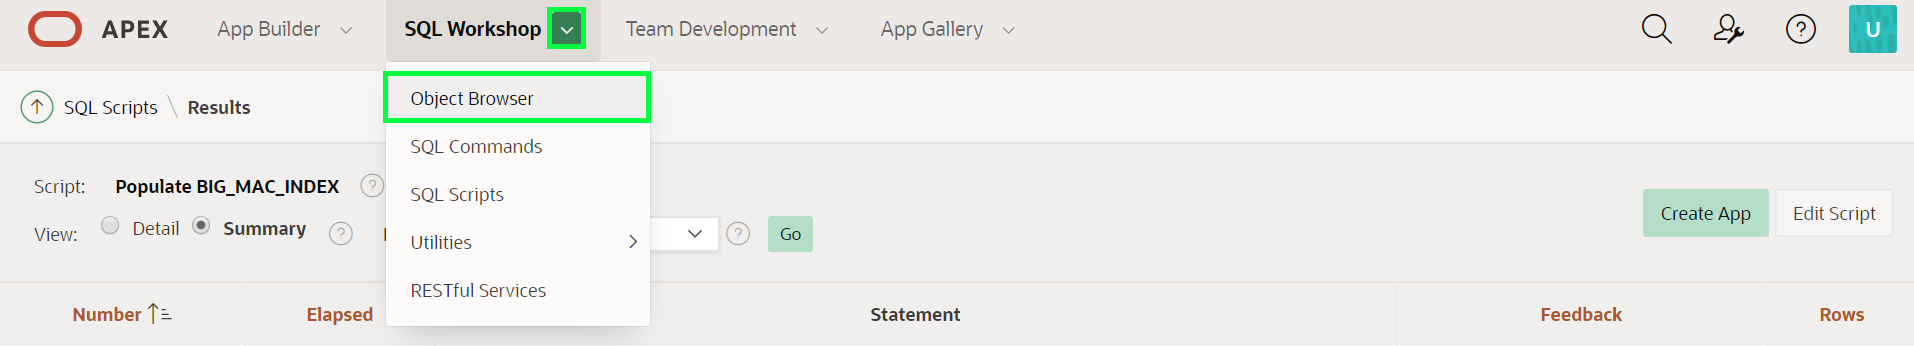 APEX App Builder SQL Workshop Team Development App Gallery U
SQL Scripts \ Results
Object Browser
SQL Commands
SQL Scripts
Utilities
RESTful Services
Script: Populate BIG_MAC_INDEX ?
View: Detail Summary ? ? Go
Create App Edit Script
Number Elapsed Statement Feedback Rows